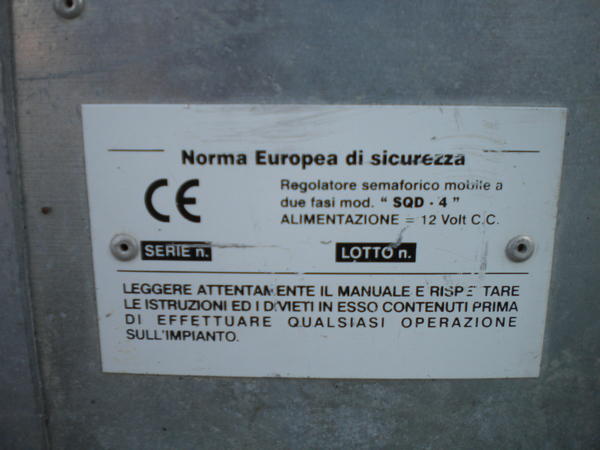 Norma Europea di sicurezza
CE
Regolatore semaforico mobile a
due fasi mod. " SQD - 4 "
ALIMENTAZIONE = 12 Volt C.C.
SERIE n. LOTTO n.
LEGGERE ATTENTAMENTE IL MANUALE E RISPETTARE
LE ISTRUZIONI ED I DIVIETI IN ESSO CONTENUTI PRIMA
DI EFFETTUARE QUALSIASI OPERAZIONE
SULL'IMPIANTO.